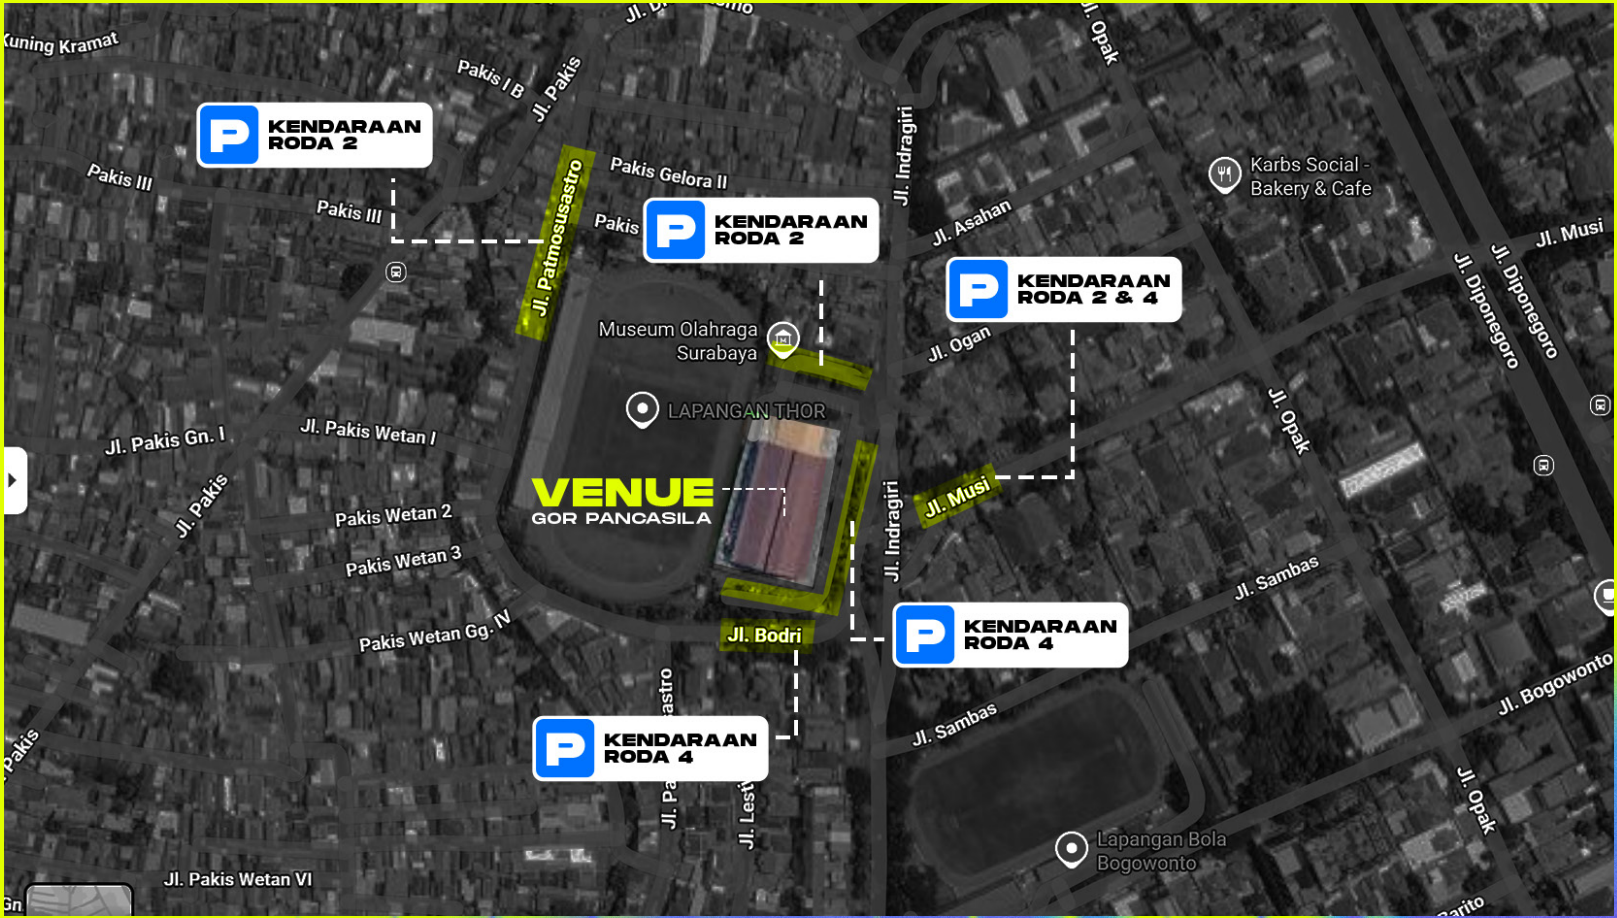 Kuning Kramat
Pakis I B
Jl. Pakis
Jl. Opak
Jl. Indragiri
P
KENDARAAN
RODA 2
Pakis III
Pakis III
Jl. Patmosusastro
Pakis Gelora II
Pakis
P
KENDARAAN
RODA 2
Jl. Asahan
Karbs Social -
Bakery & Cafe
Jl. Musi
Jl. Diponegoro
Jl. Diponegoro
P
KENDARAAN
RODA 2 & 4
Museum Olahraga
Surabaya
Jl. Ogan
LAPANGAN THOR
Jl. Opak
Jl. Pakis Gn. I
Jl. Pakis Wetan I
Jl. Pakis
VENUE
GOR PANCASILA
Jl. Musi
Jl. Indragiri
Pakis Wetan 2
Pakis Wetan 3
Jl. Sambas
Pakis Wetan Gg. IV
Jl. Bodri
P
KENDARAAN
RODA 4
Jl. Bogowonto
Jl. Sambas
P
KENDARAAN
RODA 4
Pakis
Jl. Opak
Lapangan Bola
Bogowonto
Jl. Pakis Wetan VI
Gn.